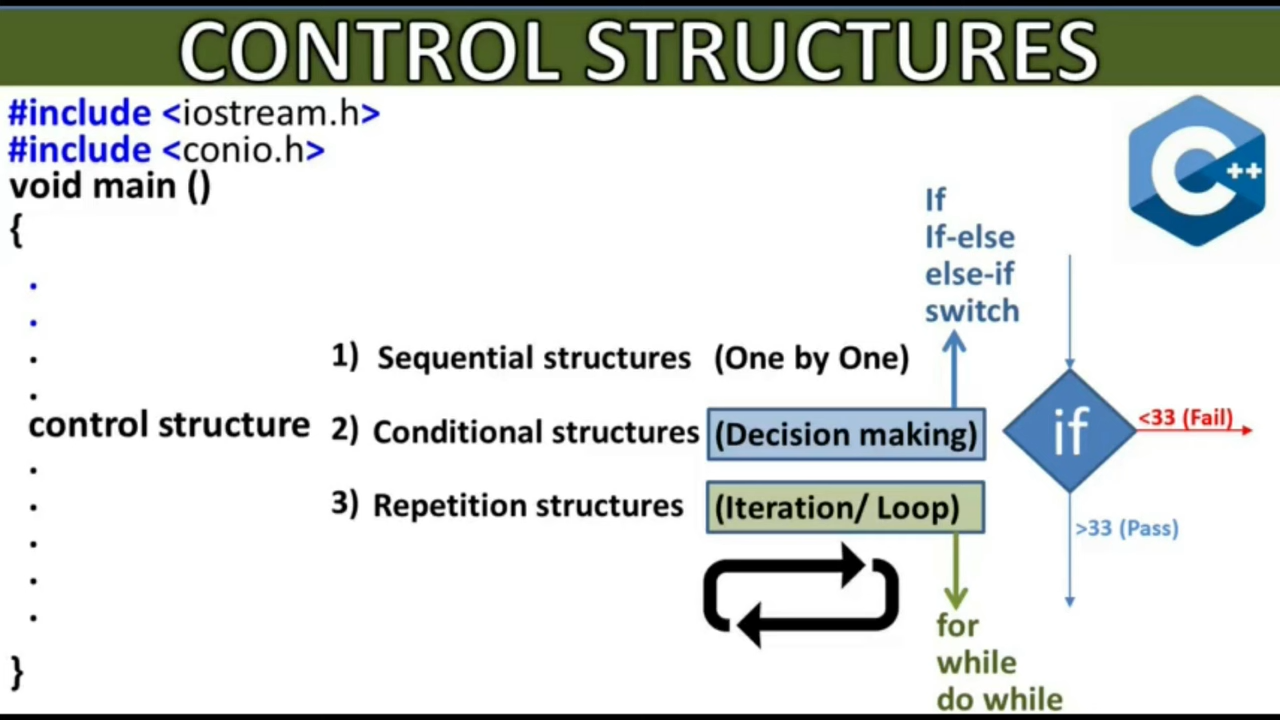 CONTROL STRUCTURES
#include <iostream.h>
#include <conio.h>
void main ()
{
.
.
.
.
control structure
.
.
.
.
.
}
1) Sequential structures (One by One)
2) Conditional structures (Decision making)
3) Repetition structures (Iteration/ Loop)
If
If-else
else-if
switch
for
while
do while
if
<33 (Fail)
>33 (Pass)
C++